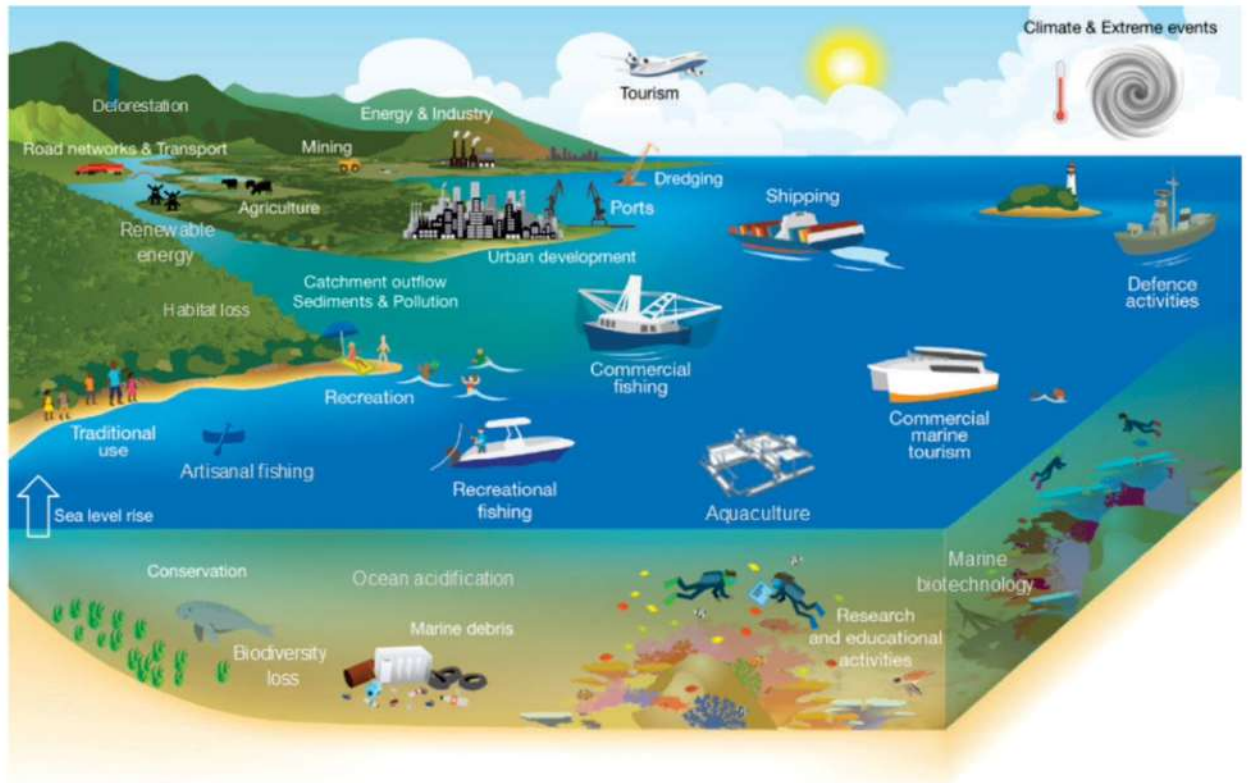 Climate & Extreme events
Tourism
Deforestation
Energy & Industry
Road networks & Transport
Mining
Dredging
Agriculture
Ports
Shipping
Renewable
energy
Urban development
Catchment outflow
Sediments & Pollution
Defence
activities
Habitat loss
Commercial
fishing
Recreation
Traditional
use
Artisanal fishing
Commercial
marine
tourism
Recreational
fishing
Aquaculture
Sea level rise
Conservation
Ocean acidification
Marine
biotechnology
Marine debris
Biodiversity
loss
Research
and educational
activities